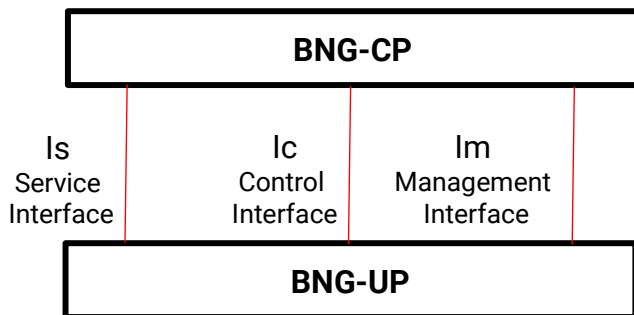 BNG-CP
Is
Service
Interface
Ic
Control
Interface
Im
Management
Interface
BNG-UP